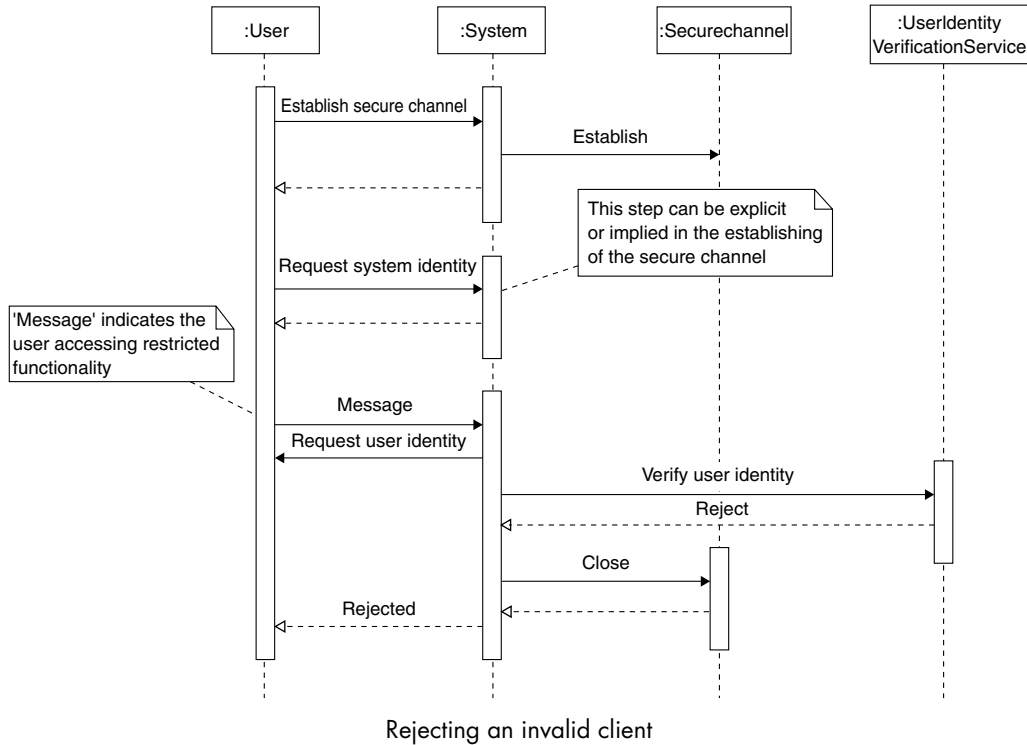 :User
:System
:Securechannel
:UserIdentity
VerificationService
Establish secure channel
Establish
This step can be explicit
or implied in the establishing
of the secure channel
Request system identity
'Message' indicates the
user accessing restricted
functionality
Message
Request user identity
Verify user identity
Reject
Close
Rejected
Rejecting an invalid client